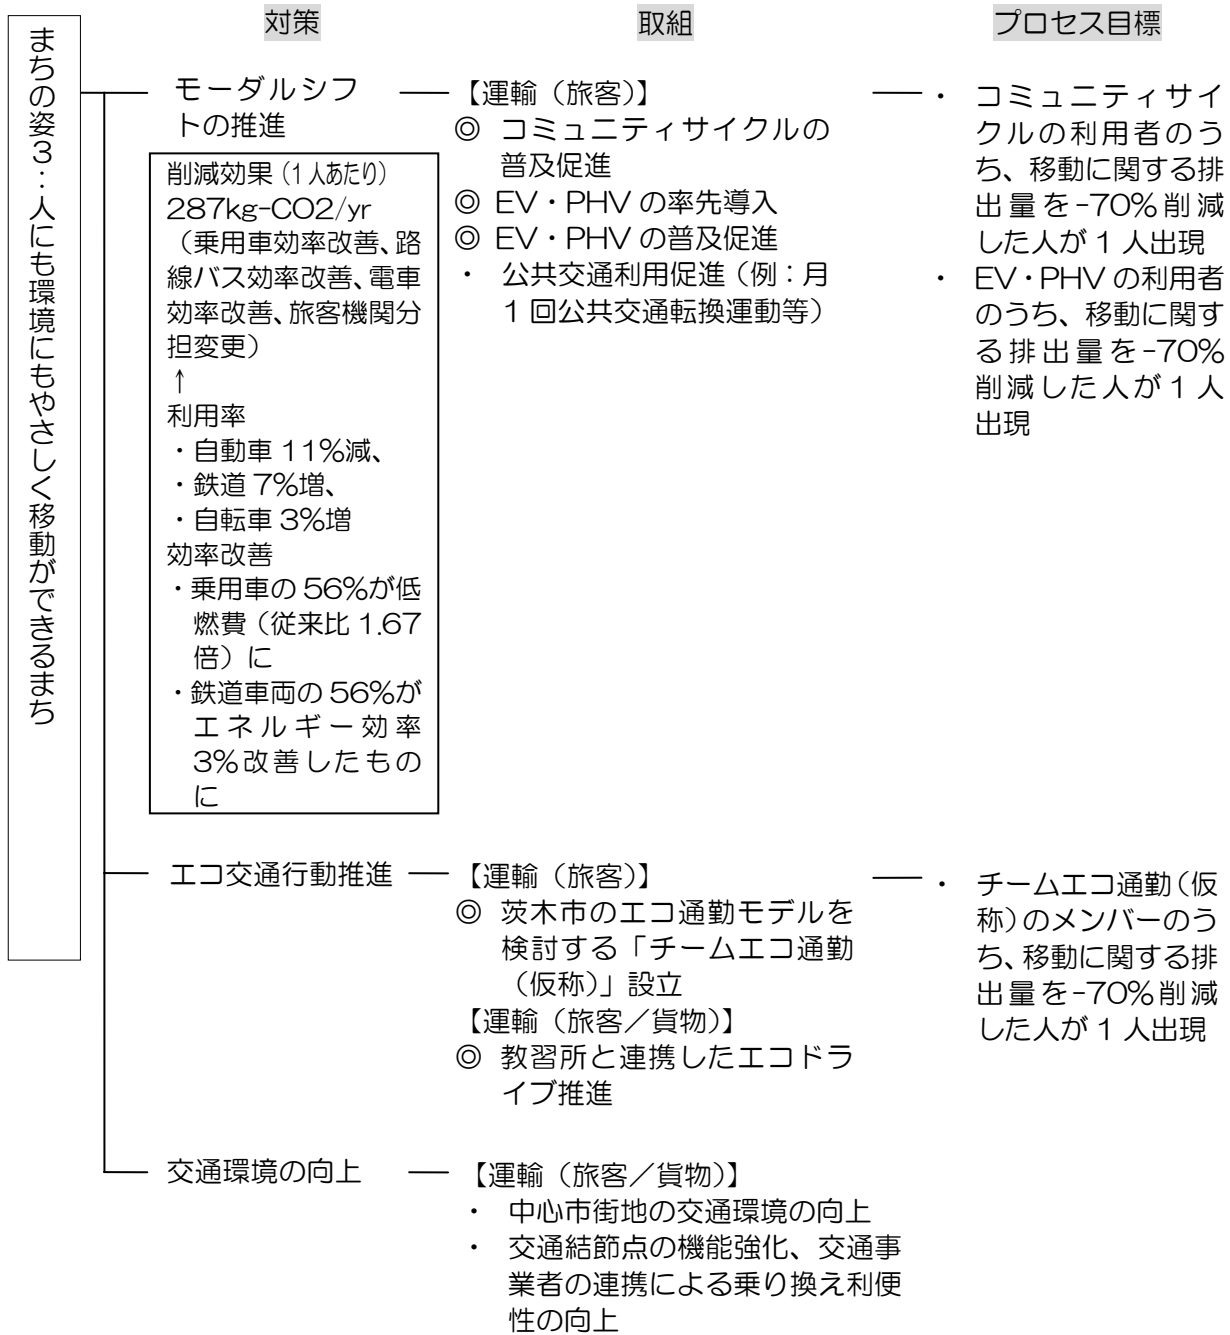 対策
取組
プロセス目標
まちの姿3：人にも環境にもやさしく移動ができるまち
モーダルシフ
トの推進
削減効果（1人あたり）
287kg-CO2/yr
（乗用車効率改善、路
線バス効率改善、電車
効率改善、旅客機関分
担変更）
↑
利用率
・自動車 11%減、
・鉄道 7%増、
・自転車 3%増
効率改善
・乗用車の 56%が低
燃費（従来比 1.67
倍）に
・鉄道車両の 56%が
エネルギー効率
3%改善したもの
に
【運輸（旅客）】
◎ コミュニティサイクルの
普及促進
◎ EV・PHV の率先導入
◎ EV・PHV の普及促進
・ 公共交通利用促進（例：月
1 回公共交通転換運動等）
・ コミュニティサイ
クルの利用者のう
ち、移動に関する排
出量を-70%削減
した人が 1 人出現
・ EV・PHV の利用者
のうち、移動に関す
る排出量を-70%
削減した人が 1 人
出現
エコ交通行動推進
【運輸（旅客）】
◎ 茨木市のエコ通勤モデルを
検討する「チームエコ通勤
（仮称）」設立
【運輸（旅客／貨物）】
◎ 教習所と連携したエコドラ
イブ推進
・ チームエコ通勤（仮
称）のメンバーのう
ち、移動に関する排
出量を-70%削減
した人が 1 人出現
交通環境の向上
【運輸（旅客／貨物）】
・ 中心市街地の交通環境の向上
・ 交通結節点の機能強化、交通事
業者の連携による乗り換え利便
性の向上